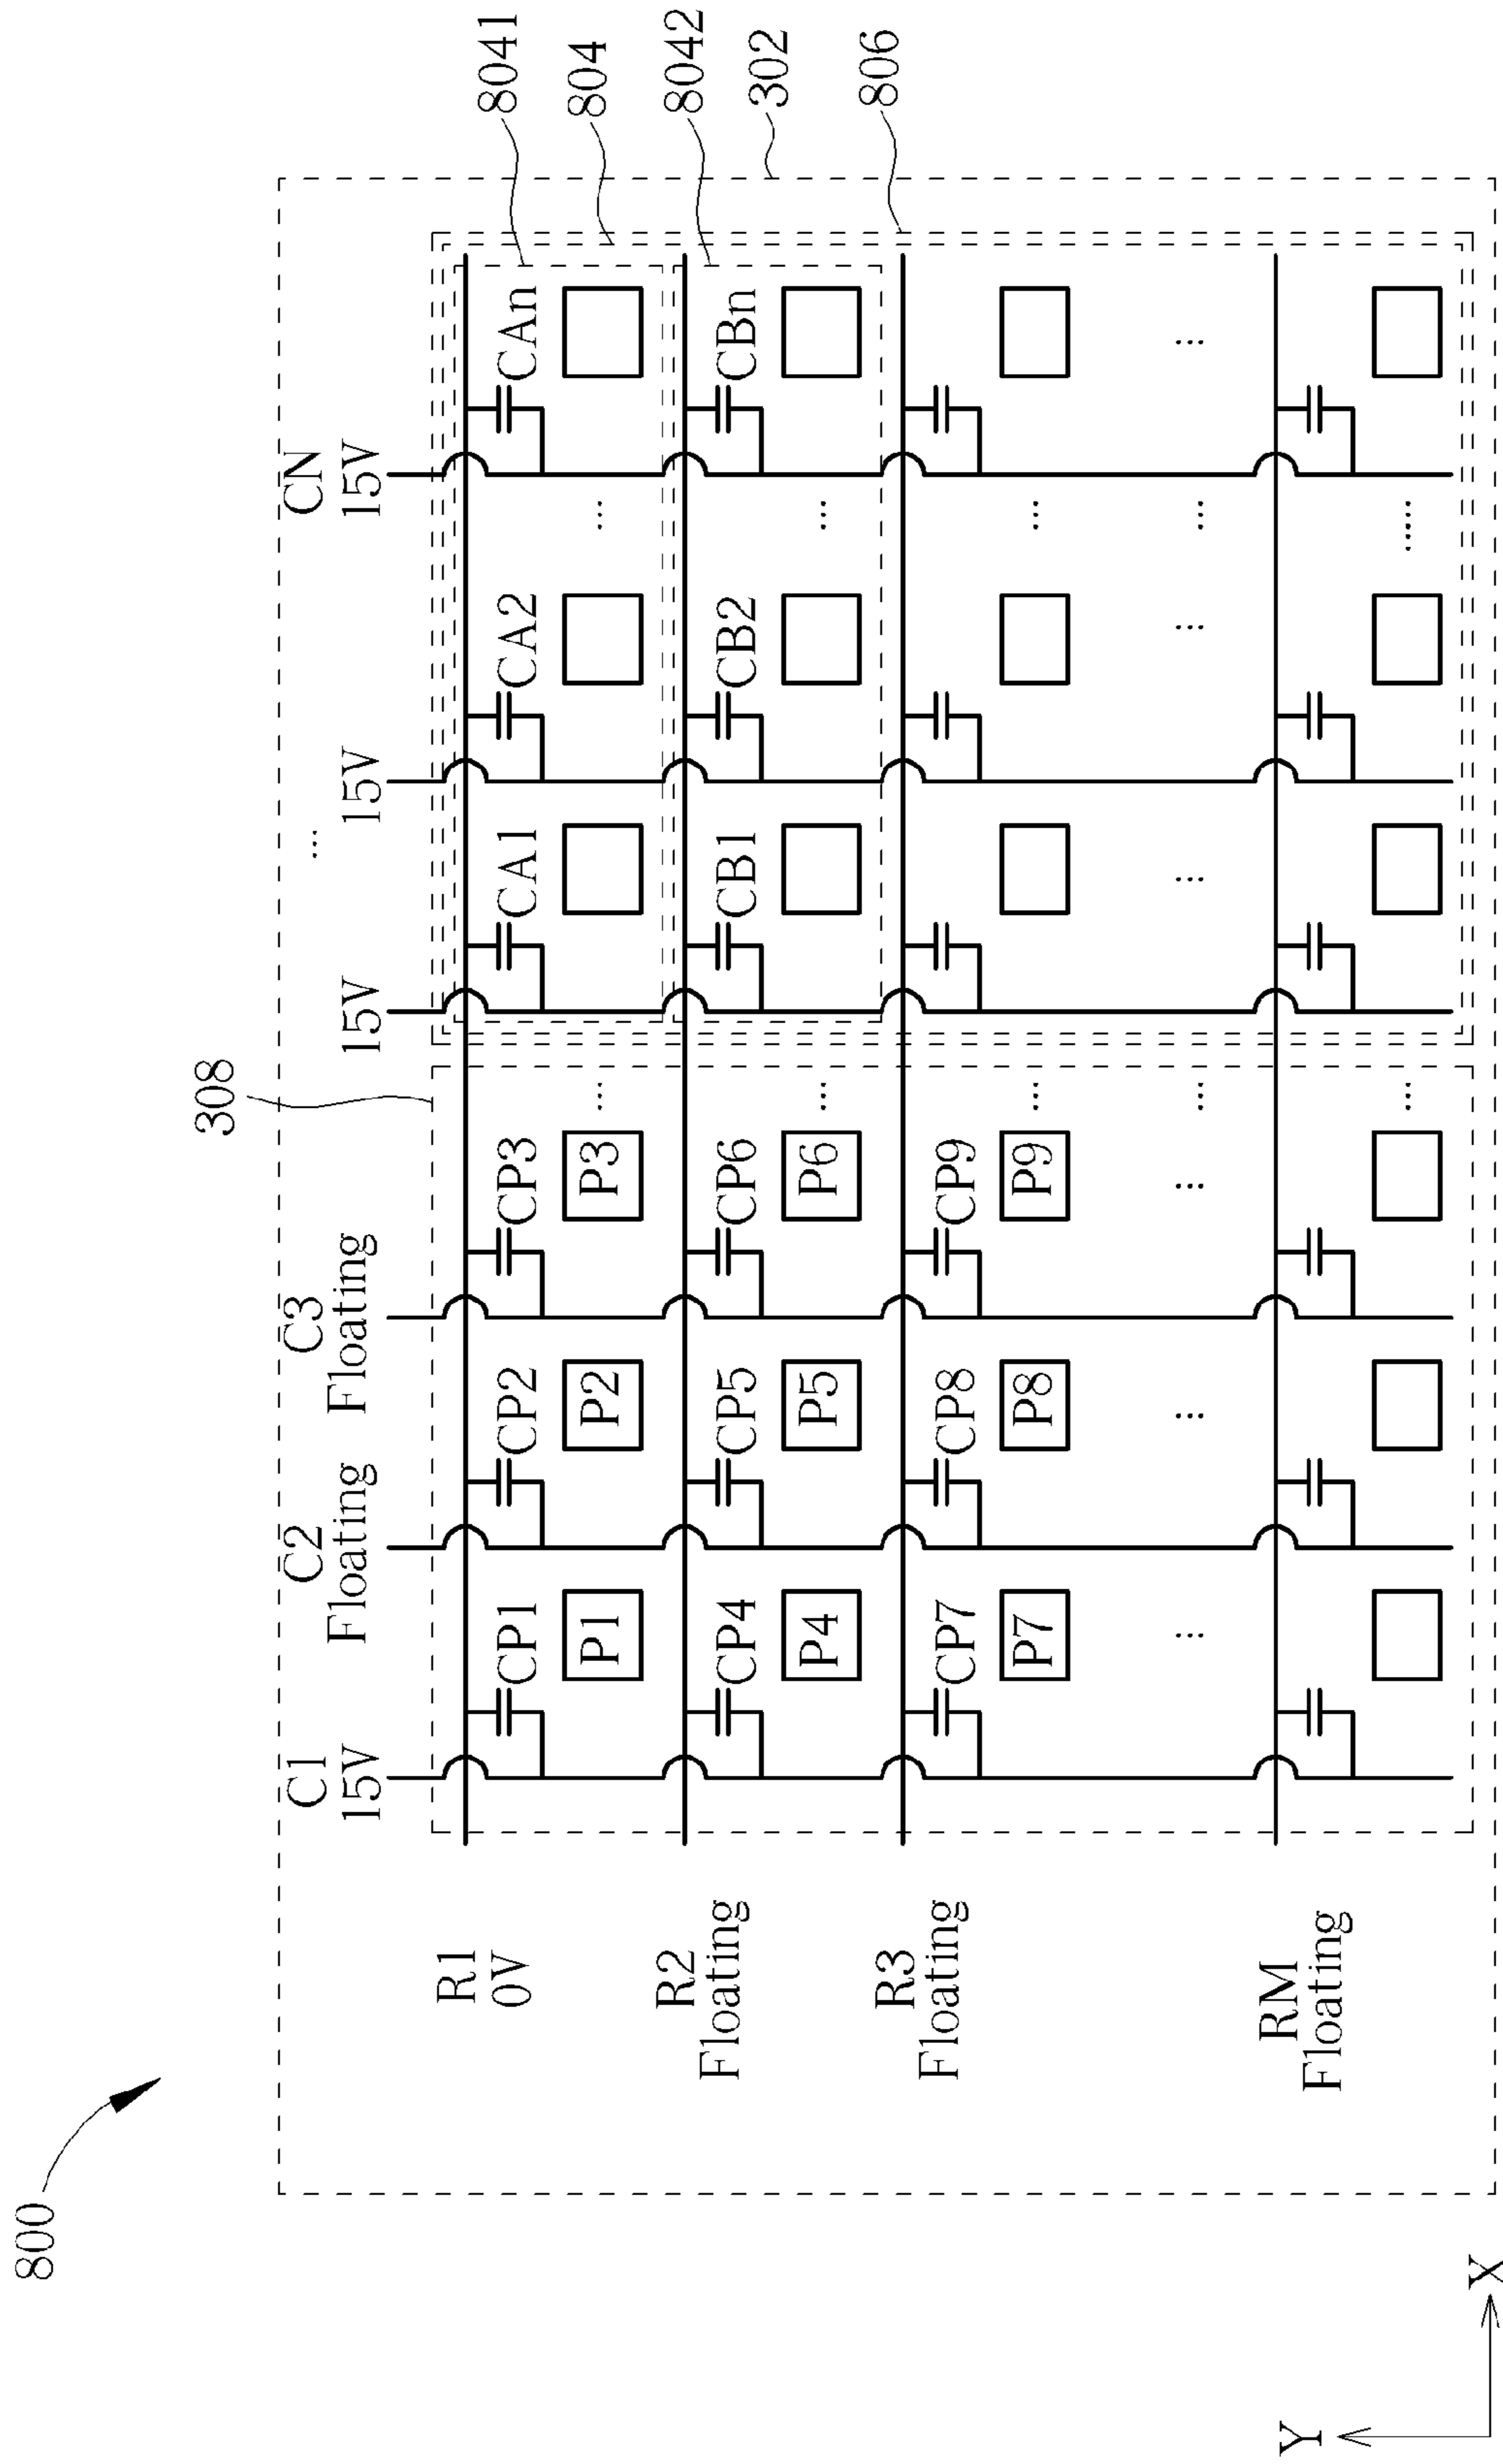 800
308
C1
15V
C2
Floating
C3
Floating
15V
...
15V
CN
15V
8041
804
8042
302
806
R1
0V
CP1
CP2
CP3
CA1
CA2
CAn
P1
P2
P3
...
...
R2
Floating
CP4
CP5
CP6
CB1
CB2
CBn
P4
P5
P6
...
...
R3
Floating
CP7
CP8
CP9
P7
P8
P9
...
...
... ... ... ... ... ... ... ...
RM
Floating
...
.....
Y
X